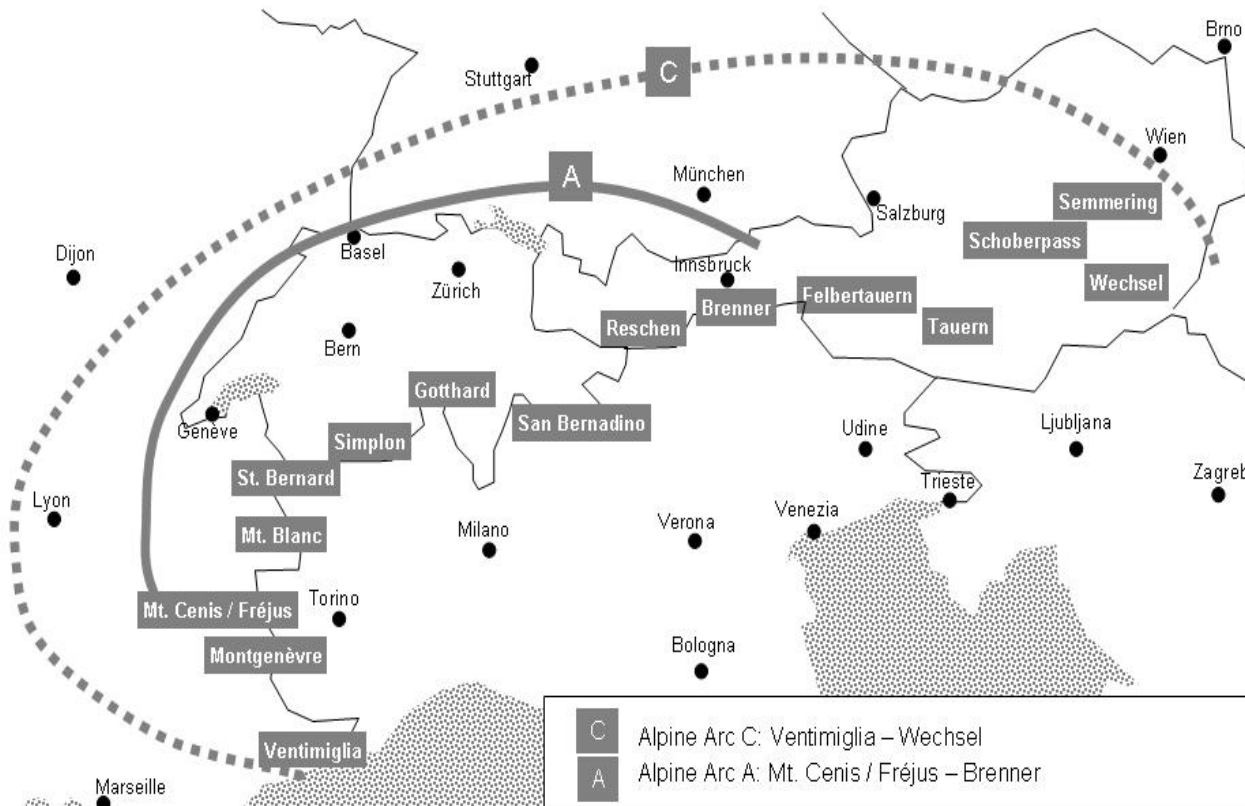 Brno
Stuttgart
C
Wien
A
München
Semmering
Salzburg
Schoberpass
Basel
Dijon
Zürich
Innsbruck
Wechsel
Felbertauern
Brenner
Reschen
Tauern
Bern
Gotthard
San Bernadino
Genève
Simplon
Udine
Ljubljana
St. Bernard
Zagreb
Trieste
Lyon
Mt. Blanc
Milano
Verona
Venezia
Mt. Cenis / Fréjus
Torino
Montgenèvre
Bologna
Ventimiglia
C Alpine Arc C: Ventimiglia – Wechsel
A Alpine Arc A: Mt. Cenis / Fréjus – Brenner
Marseille